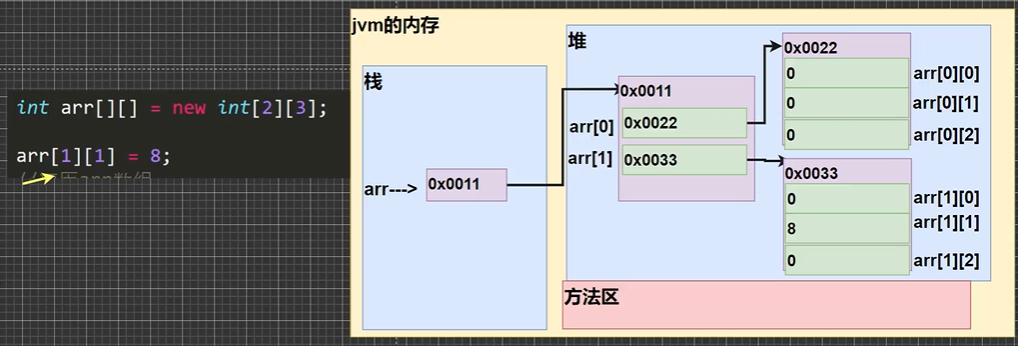 int arr[][] = new int[2][3];
arr[1][1] = 8;
jvm的内存
栈
arr--->
0x0011
堆
0x0011
arr[0]
0x0022
arr[1]
0x0033
0x0022
0
arr[0][0]
0
arr[0][1]
0
arr[0][2]
0x0033
0
arr[1][0]
8
arr[1][1]
0
arr[1][2]
方法区